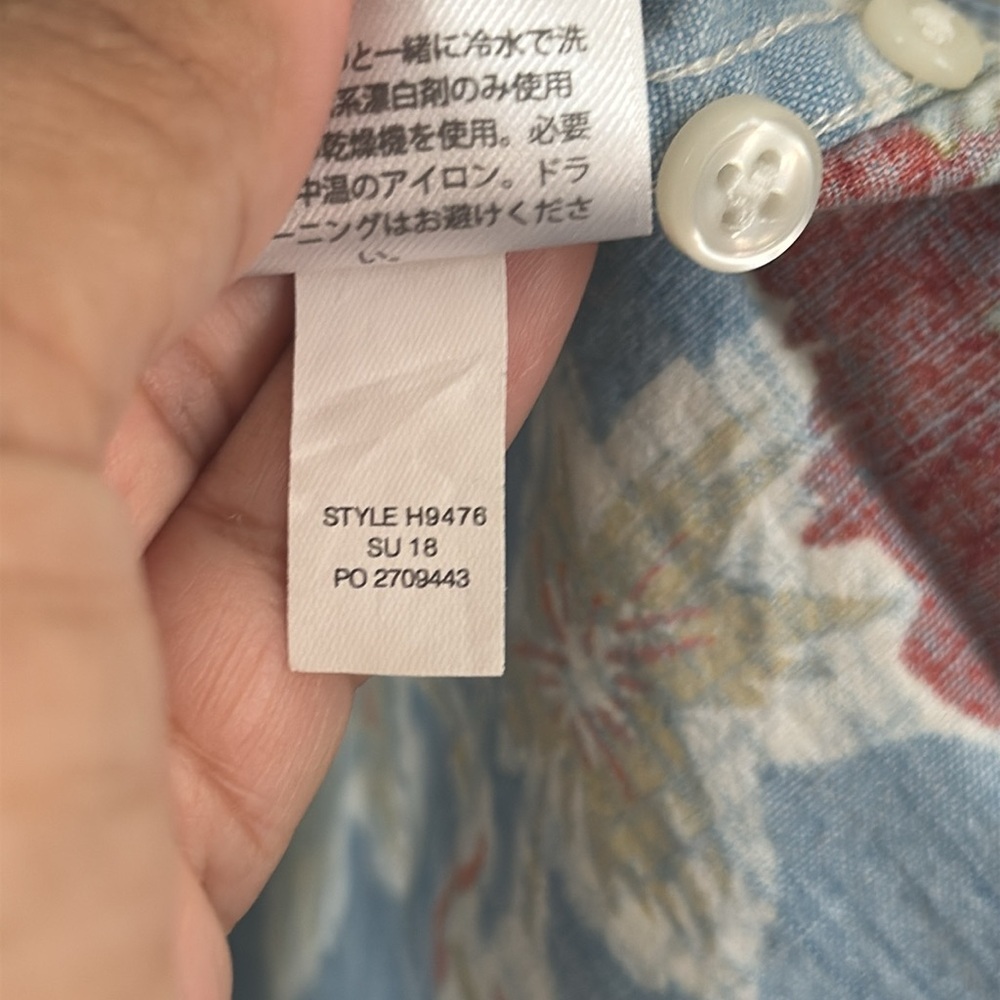 と一緒に冷水で洗
系漂白剤のみ使用
乾燥機を使用。必要
中温のアイロン。ドラ
ーニングはお避けくださ
い。
STYLE H9476
SU 18
PO 2709443